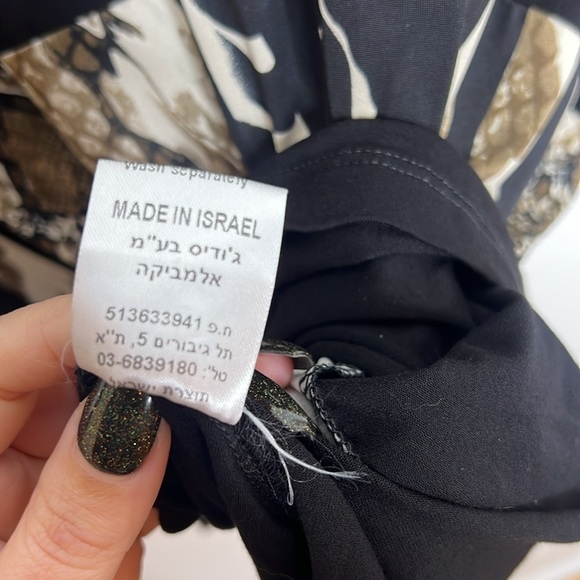 Wash separately
MADE IN ISRAEL
ג'ודיס בע"מ
אלמביקה
ח.פ 513633941
תל גיבורים 5, ת"א
טל': 03-6839180
תוצרת ישראל